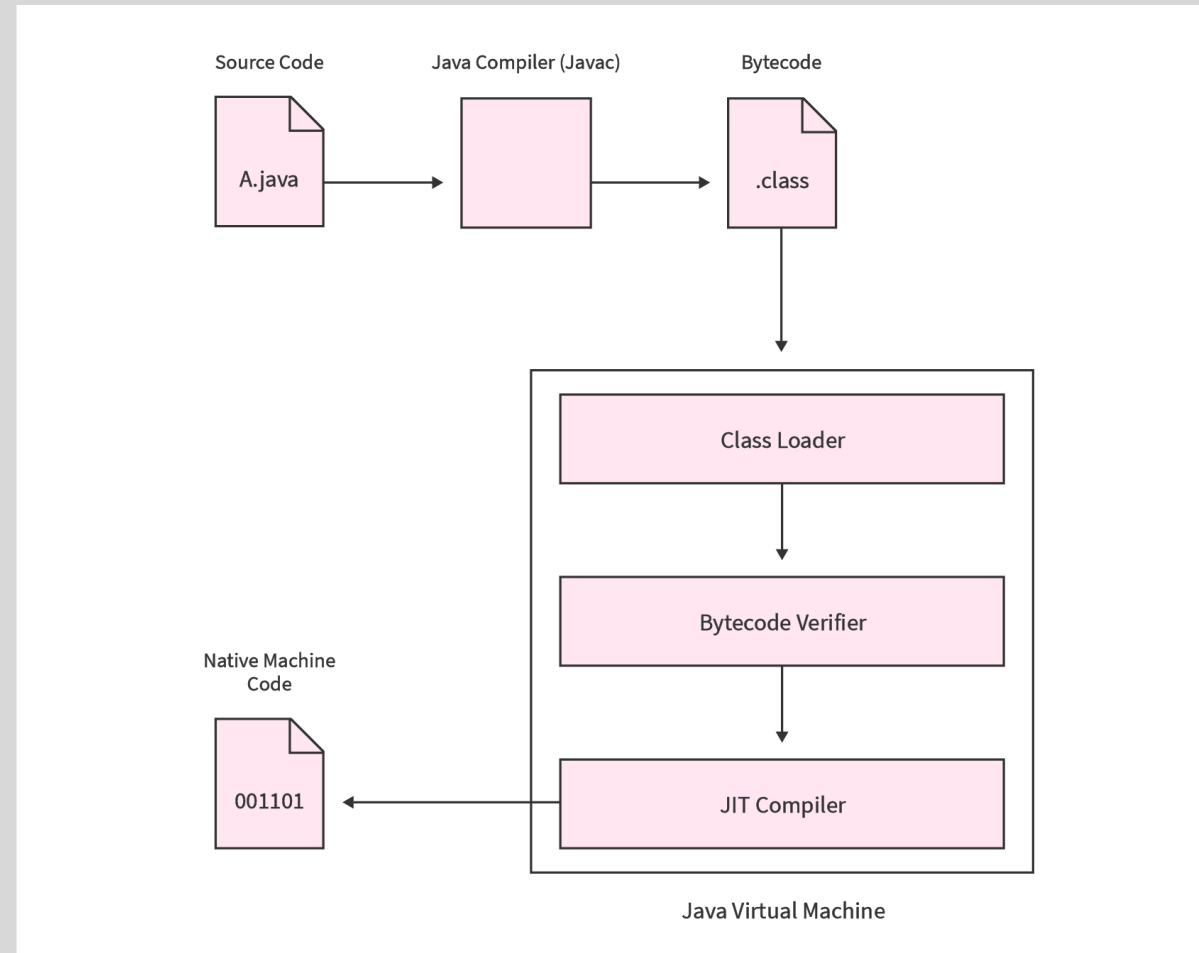 Source Code
Java Compiler (Javac)
Bytecode
A.java
.class
Class Loader
Bytecode Verifier
Native Machine
Code
001101
JIT Compiler
Java Virtual Machine